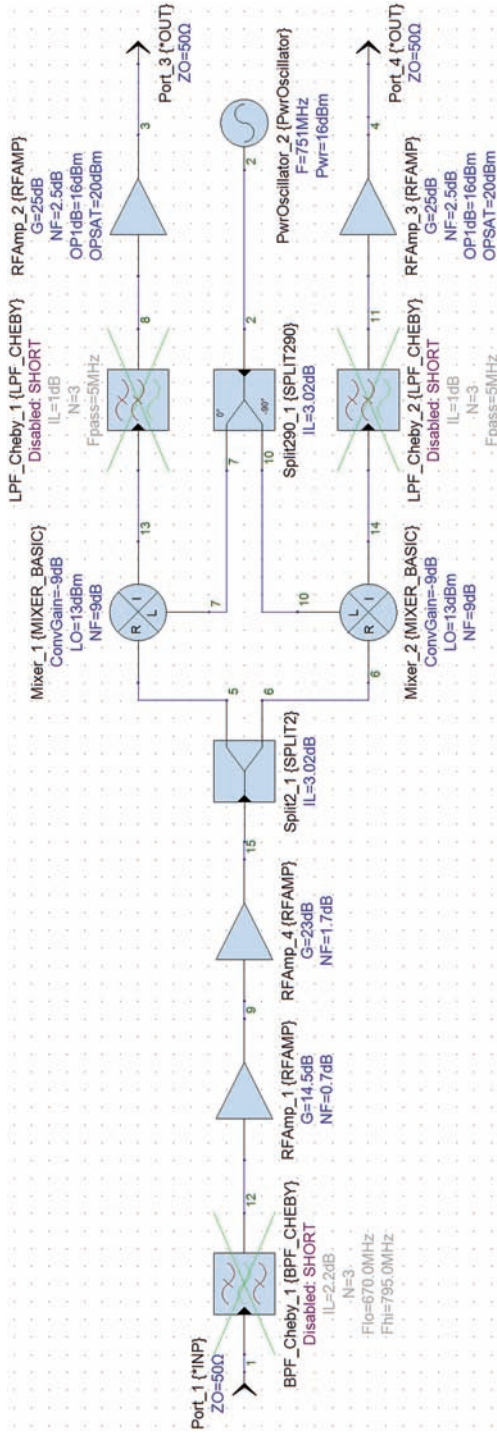 Port_1 {*INP}
ZO=50Ω
1
BPF_Cheby_1 {BPF_CHEBY}
Disabled: SHORT
IL=2.2dB
N=3
Flo=670.0MHz
Fhi=795.0MHz
12
RFAmp_1 {RFAMP}
G=14.5dB
NF=0.7dB
9
RFAmp_4 {RFAMP}
G=23dB
NF=1.7dB
15
Split2_1 {SPLIT2}
IL=3.02dB
5
6
Mixer_1 {MIXER_BASIC}
ConvGain=-9dB
LO=13dBm
NF=9dB
R
I
L
7
13
LPF_Cheby_1 {LPF_CHEBY}
Disabled: SHORT
IL=1dB
N=3
Fpass=5MHz
8
RFAmp_2 {RFAMP}
G=25dB
NF=2.5dB
OP1dB=16dBm
OPSAT=20dBm
3
Port_3 {*OUT}
ZO=50Ω
7
10
0°
-90°
Split290_1 {SPLIT290}
IL=3.02dB
2
2
PwrOscillator_2 {PwrOscillator}
F=751MHz
Pwr=16dBm
6
10
L
R
I
Mixer_2 {MIXER_BASIC}
ConvGain=-9dB
LO=13dBm
NF=9dB
14
LPF_Cheby_2 {LPF_CHEBY}
Disabled: SHORT
IL=1dB
N=3
Fpass=5MHz
11
RFAmp_3 {RFAMP}
G=25dB
NF=2.5dB
OP1dB=16dBm
OPSAT=20dBm
4
Port_4 {*OUT}
ZO=50Ω